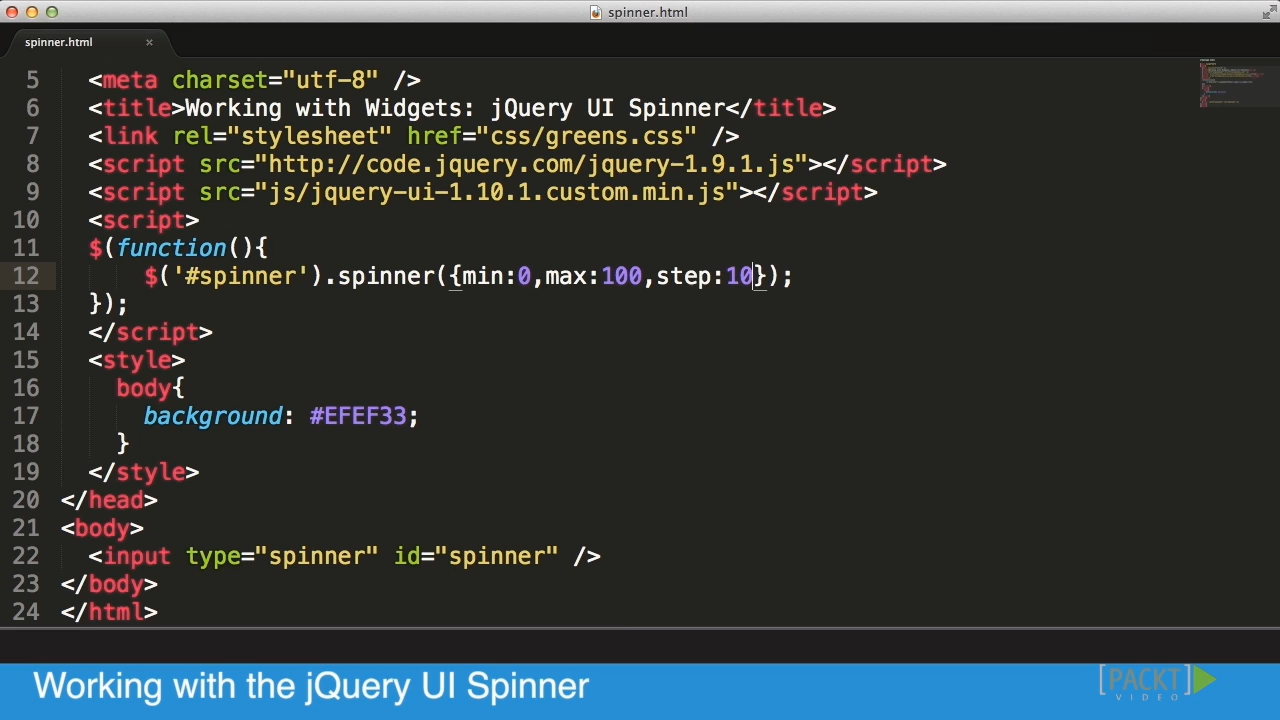 spinner.html
spinner.html ×
5 <meta charset="utf-8" />
6 <title>Working with Widgets: jQuery UI Spinner</title>
7 <link rel="stylesheet" href="css/greens.css" />
8 <script src="http://code.jquery.com/jquery-1.9.1.js"></script>
9 <script src="js/jquery-ui-1.10.1.custom.min.js"></script>
10 <script>
11 $(function(){
12 $('#spinner').spinner({min:0,max:100,step:10});
13 });
14 </script>
15 <style>
16 body{
17 background: #EFEF33;
18 }
19 </style>
20 </head>
21 <body>
22 <input type="spinner" id="spinner" />
23 </body>
24 </html>
Working with the jQuery UI Spinner
[PACKT]
VIDEO